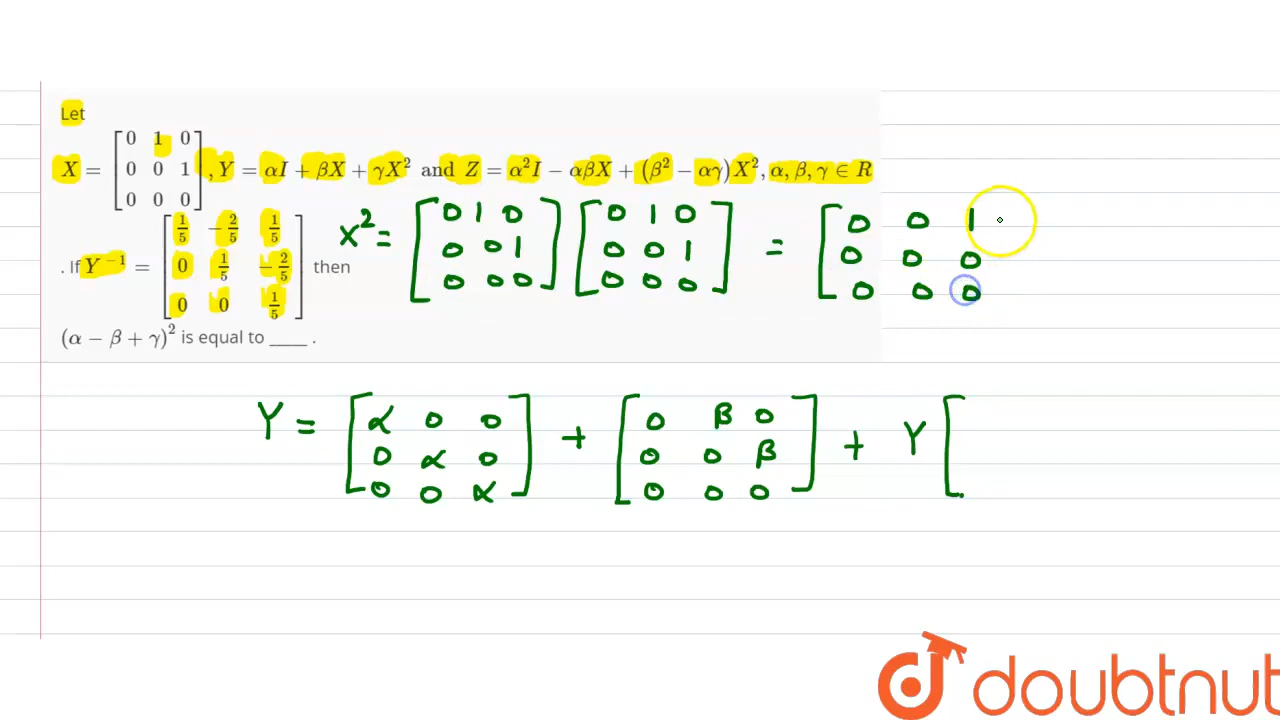 Let
X = [0 1 0; 0 0 1; 0 0 0], Y = αI + βX + γX² and Z = α²I − αβX + (β² − αγ)X², α, β, γ ∈ R
. If Y⁻¹ = [1/5 −2/5 1/5; 0 1/5 −2/5; 0 0 1/5] then
(α − β + γ)² is equal to ____ .
X² = [0 1 0; 0 0 1; 0 0 0] [0 1 0; 0 0 1; 0 0 0] = [0 0 1; 0 0 0; 0 0 0
Y = [α 0 0; 0 α 0; 0 0 α] + [0 β 0; 0 0 β; 0 0 0] + γ [
doubtnut